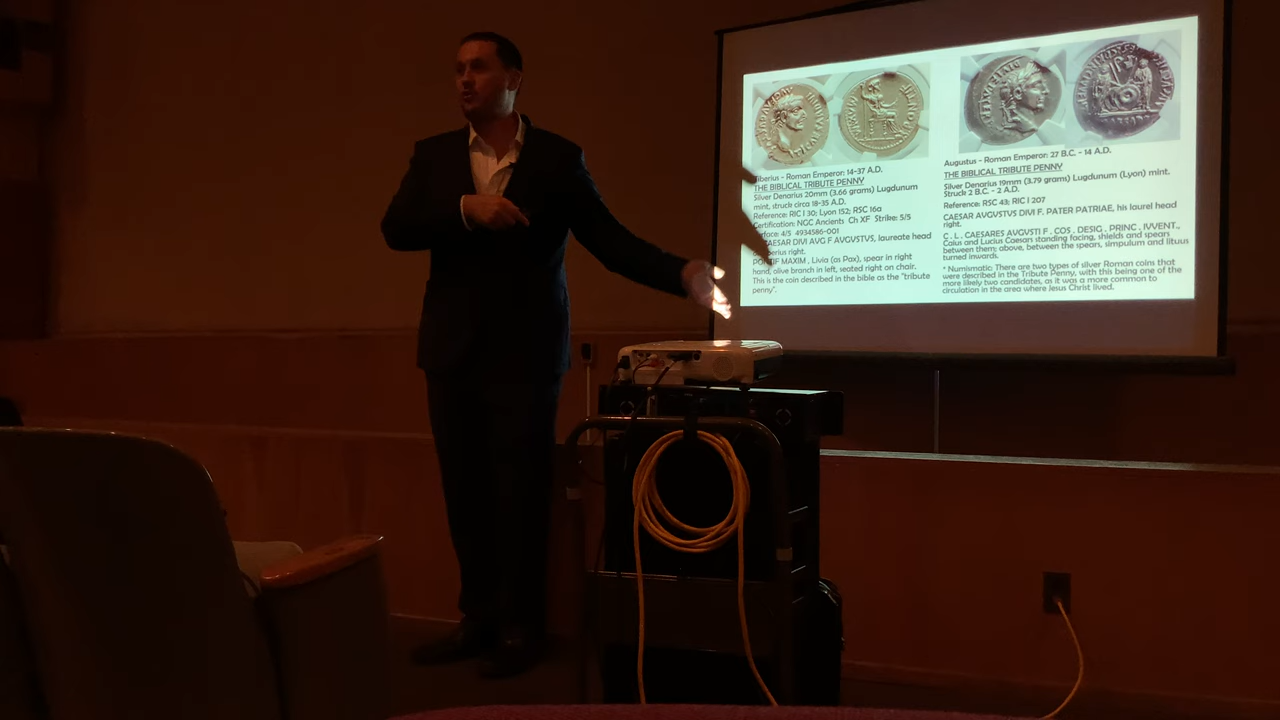 Tiberius - Roman Emperor: 14-37 A.D.
THE BIBLICAL TRIBUTE PENNY
Silver Denarius 20mm (3.66 grams) Lugdunum
mint, struck circa 18-35 A.D.
Reference: RIC I 30; Lyon 152; RSC 16a
Certification: NGC Ancients Ch XF Strike: 5/5
4/5 4934586-001
CAESAR DIVI AVG F AVGVSTVS, laureate head
right.
MAXIM , Livia (as Pax), spear in right
hand, olive branch in left, seated right on chair.
This is the coin described in the bible as the "tribute
penny".
Augustus - Roman Emperor: 27 B.C. - 14 A.D.
THE BIBLICAL TRIBUTE PENNY
Silver Denarius 19mm (3.79 grams) Lugdunum (Lyon) mint.
Struck 2 B.C. - 2 A.D.
Reference: RSC 43; RIC I 207
CAESAR AVGVSTVS DIVI F. PATER PATRIAE, his laurel head
right.
C . L . CAESARES AVGVSTI F . COS . DESIG . PRINC . IVVENT.,
Caius and Lucius Caesars standing facing, shields and spears
between them; above, between the spears, simpulum and lituus
turned inwards.
* Numismatic: There are two types of silver Roman coins that
were described in the Tribute Penny, with this being one of the
more likely two candidates, as it was a more common to
circulation in the area where Jesus Christ lived.